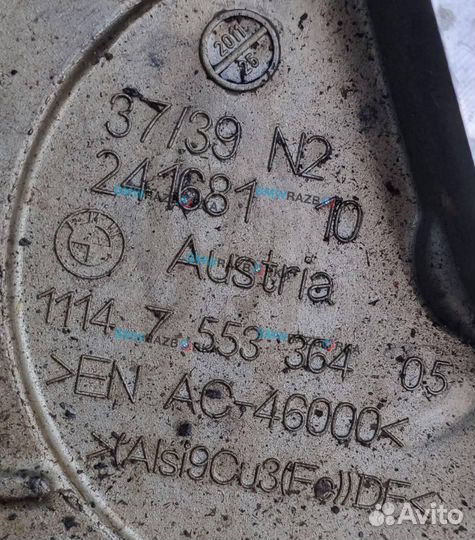 2011
26
37/39 N2
241681 10
Austria
1114 7 553 364 05
>EN AC-46000<
>(AlSi9Cu3(Fe))DF<
Avito